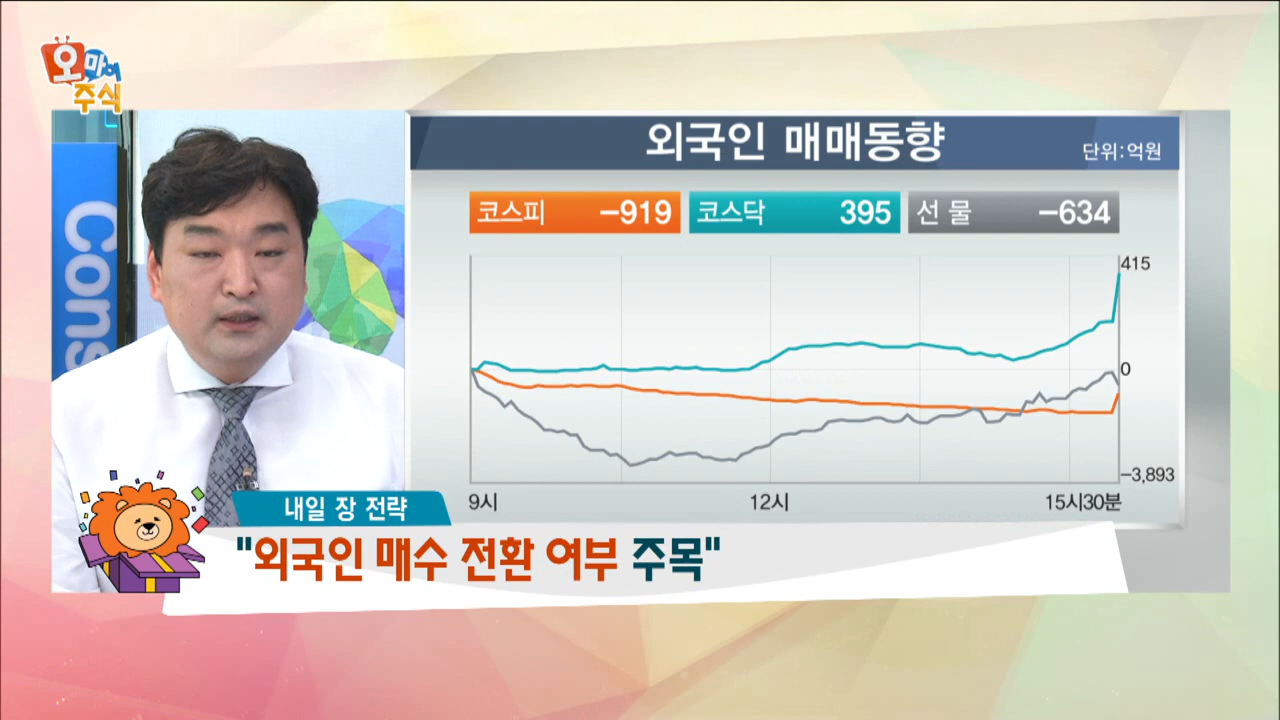 오마이
주식
Cons
외국인 매매동향
단위:억원
코스피 -919
코스닥 395
선 물 -634
415
0
-3,893
9시
12시
15시30분
내일 장 전략
"외국인 매수 전환 여부 주목"